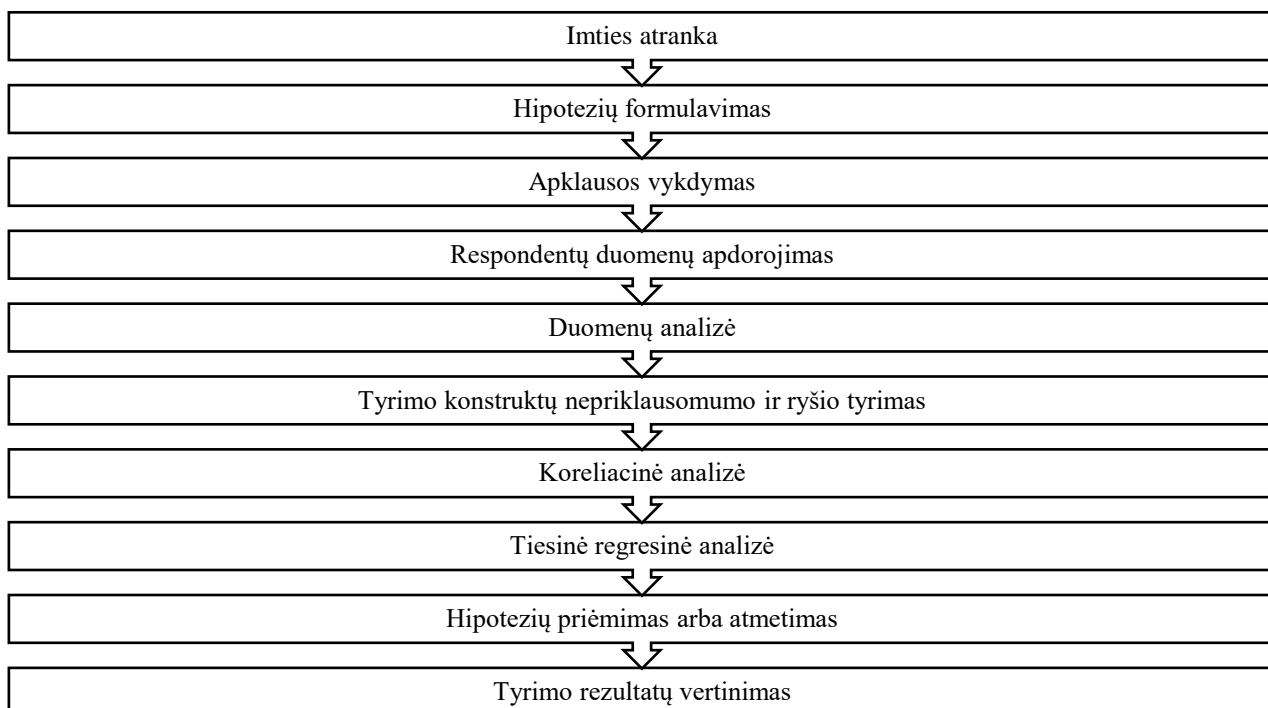 Imties atranka
Hipotezių formulavimas
Apklausos vykdymas
Respondentų duomenų apdorojimas
Duomenų analizė
Tyrimo konstruktų nepriklausomumo ir ryšio tyrimas
Koreliacinė analizė
Tiesinė regresinė analizė
Hipotezių priėmimas arba atmetimas
Tyrimo rezultatų vertinimas